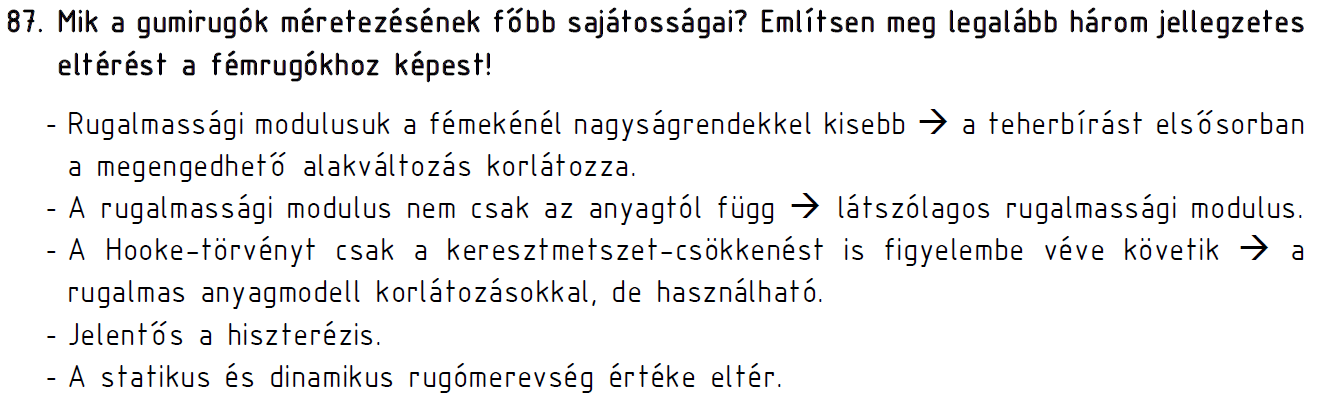 87. Mik a gumirugók méretezésének főbb sajátosságai? Említsen meg legalább három jellegzetes
eltérést a fémrugókhoz képest!
- Rugalmassági modulusuk a fémekénél nagyságrendekkel kisebb → a teherbírást elsősorban
a megengedhető alakváltozás korlátozza.
- A rugalmassági modulus nem csak az anyagtól függ → látszólagos rugalmassági modulus.
- A Hooke-törvényt csak a keresztmetszet-csökkenést is figyelembe véve követik → a
rugalmas anyagmodell korlátozásokkal, de használható.
- Jelentős a hiszterézis.
- A statikus és dinamikus rugómerevség értéke eltér.